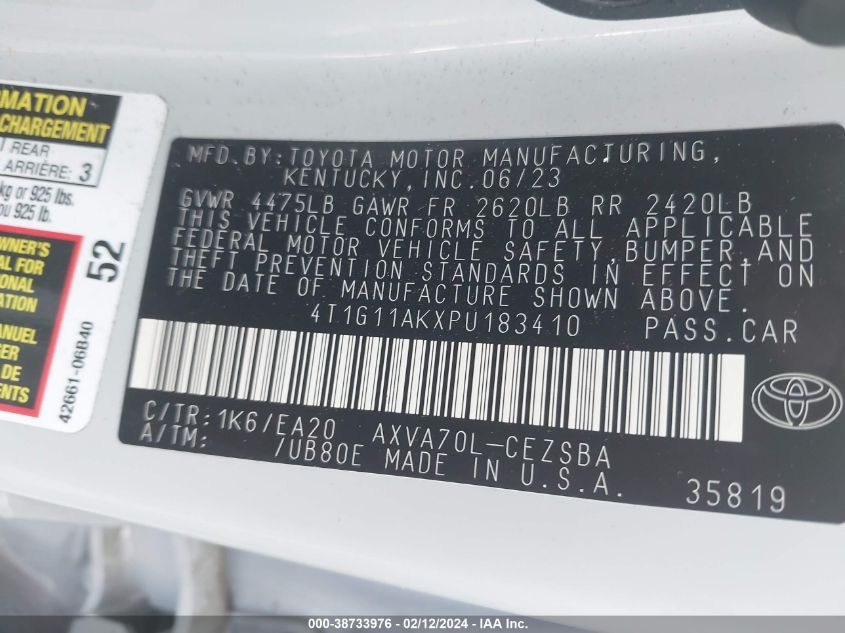 MATION
CHARGEMENT
REAR
ARRIÈRE: 3
kg or 925 lbs.
ou 925 lb.
OWNER'S
AL FOR
ONAL
ATION
ANUEL
GER
DE
ENTS
52
42661-06B40
MFD.BY:TOYOTA MOTOR MANUFACTURING,
KENTUCKY,INC.06/23
GVWR 4475LB GAWR FR 2620LB RR 2420LB
THIS VEHICLE CONFORMS TO ALL APPLICABLE
FEDERAL MOTOR VEHICLE SAFETY,BUMPER,AND
THEFT PREVENTION STANDARDS IN EFFECT ON
THE DATE OF MANUFACTURE SHOWN ABOVE.
4T1G11AKXPU183410 PASS.CAR
C/TR:1K6/EA20 AXVA70L-CEZSBA
A/TM: 7UB80E MADE IN U.S.A. 35819
000-38733976 - 02/12/2024 - IAA Inc.